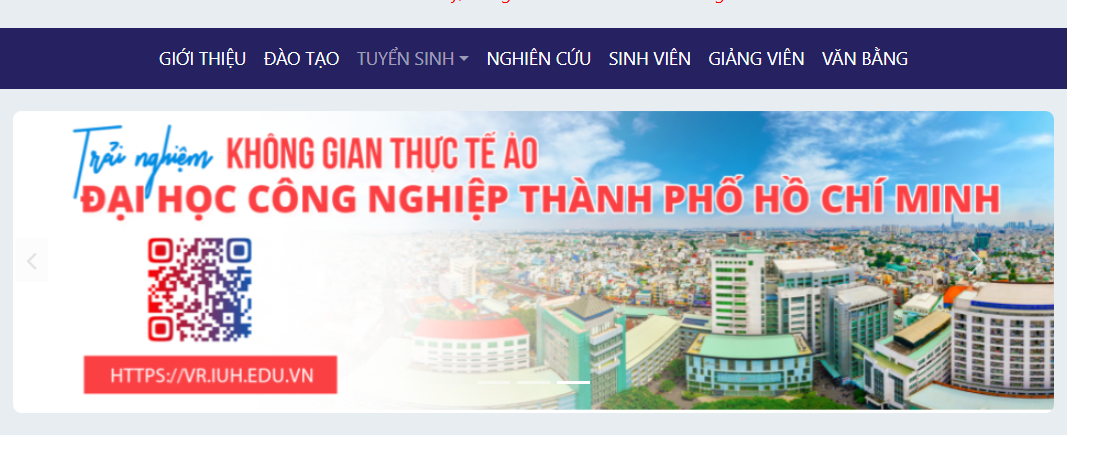 GIỚI THIỆU ĐÀO TẠO TUYỂN SINH NGHIÊN CỨU SINH VIÊN GIẢNG VIÊN VĂN BẰNG
Trải nghiệm KHÔNG GIAN THỰC TẾ ẢO
ĐẠI HỌC CÔNG NGHIỆP THÀNH PHỐ HỒ CHÍ MINH
HTTPS://VR.IUH.EDU.VN